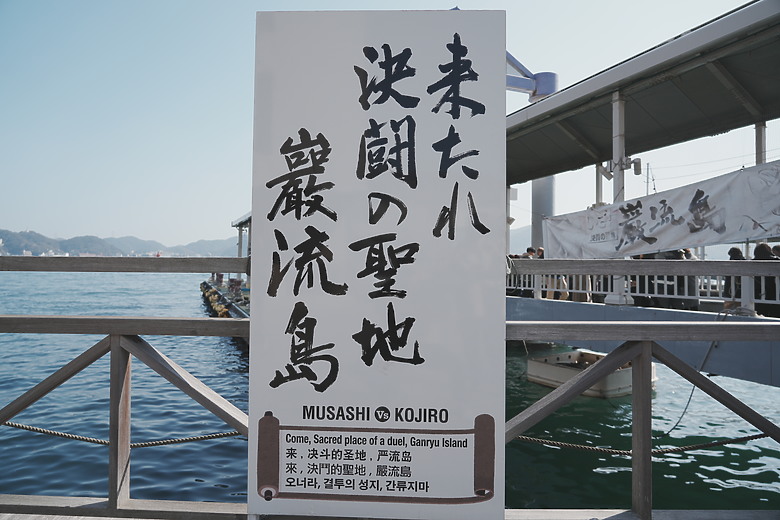 来たれ
決闘の聖地
巖流島
MUSASHI Vs KOJIRO
Come, Sacred place of a duel, Ganryu Island
来，决斗的圣地，严流岛
來，決鬥的聖地，嚴流島
오너라, 결투의 성지, 간류지마
巖流島